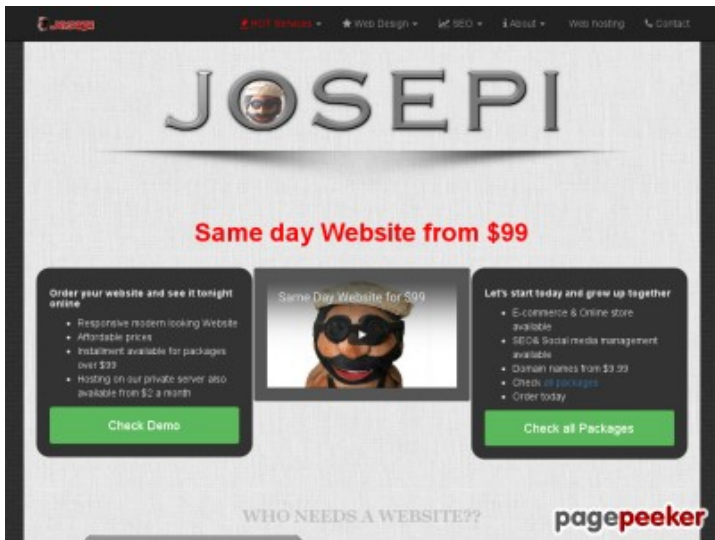 JOSEPI
HOT Services
Web Design
SEO
About
Web hosting
Contact
JOSEPI
Same day Website from $99
Order your website and see it tonight
online
Responsive modern looking Website
Affordable prices
Installment available for packages
over $99
Hosting on our private server also
available from $2 a month
Check Demo
Same Day Website for $99
Let's start today and grow up together
E-commerce & Online store
available
SEO& Social media management
available
Domain names from $9.99
Check all packages
Order today
Check all Packages
WHO NEEDS A WEBSITE??
pagepeeker